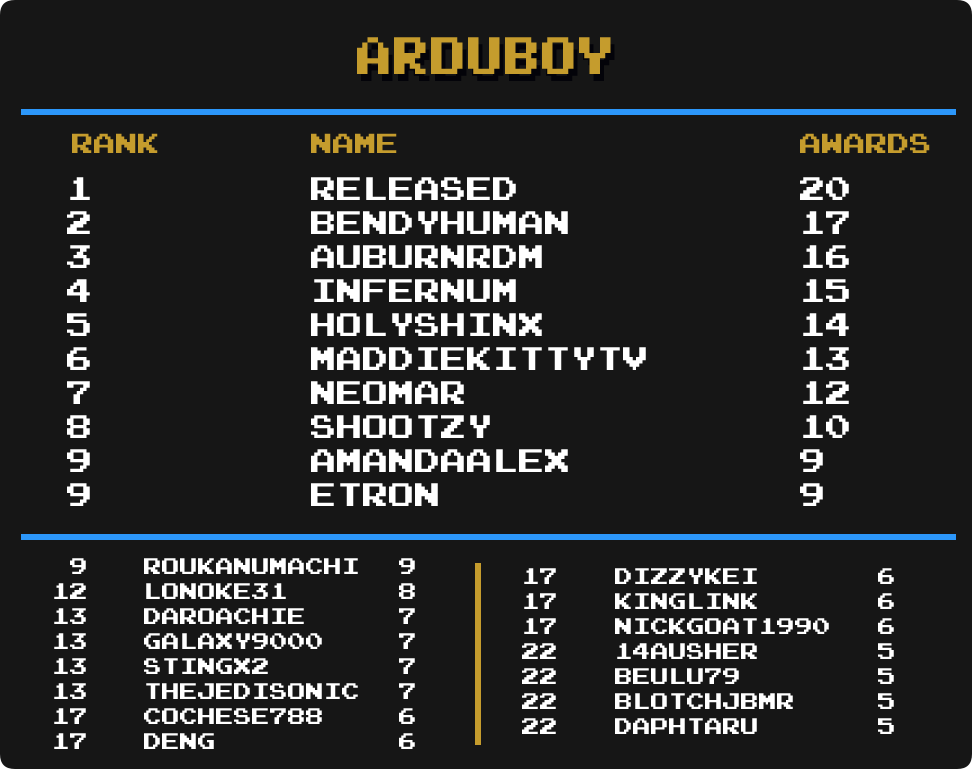 ARDUBOY
RANK NAME AWARDS
1 RELEASED 20
2 BENDYHUMAN 17
3 AUBURNRDM 16
4 INFERNUM 15
5 HOLYSHINX 14
6 MADDIEKITTYTV 13
7 NEOMAR 12
8 SHOOTZY 10
9 AMANDAALEX 9
9 ETRON 9
9 ROUKANUMACHI 9
12 LONOKE31 8
13 DAROACHIE 7
13 GALAXY9000 7
13 STINGX2 7
13 THEJEDISONIC 7
17 COCHESE788 6
17 DENG 6
17 DIZZYKEI 6
17 KINGLINK 6
17 NICKGOAT1990 6
22 14AUSHER 5
22 BEULU79 5
22 BLOTCHJBMR 5
22 DAPHTARU 5